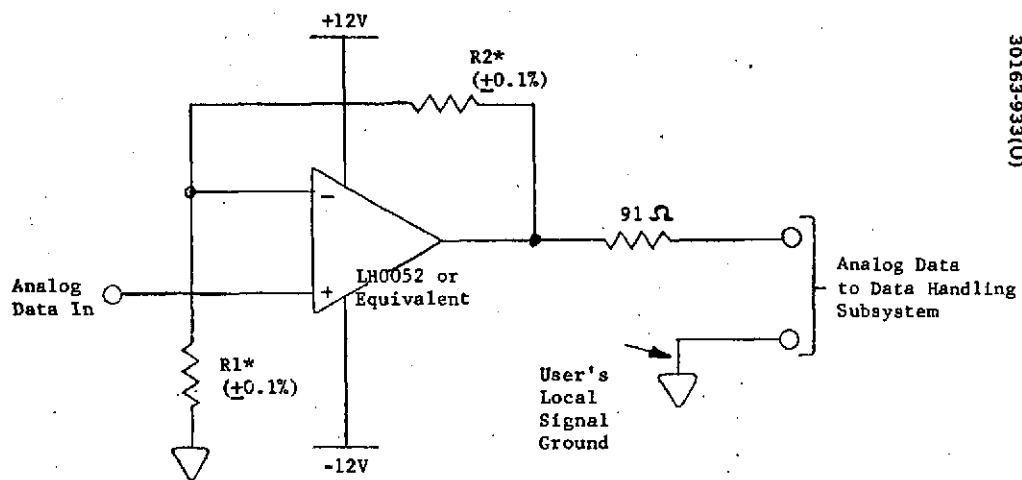 +12V
R2*
(±0.1%)
30163-933(U)
−
91 Ω
LH0052 or
Equivalent
+
Analog
Data In
Analog Data
to Data Handling
Subsystem
R1*
(±0.1%)
User's
Local
Signal
Ground
-12V